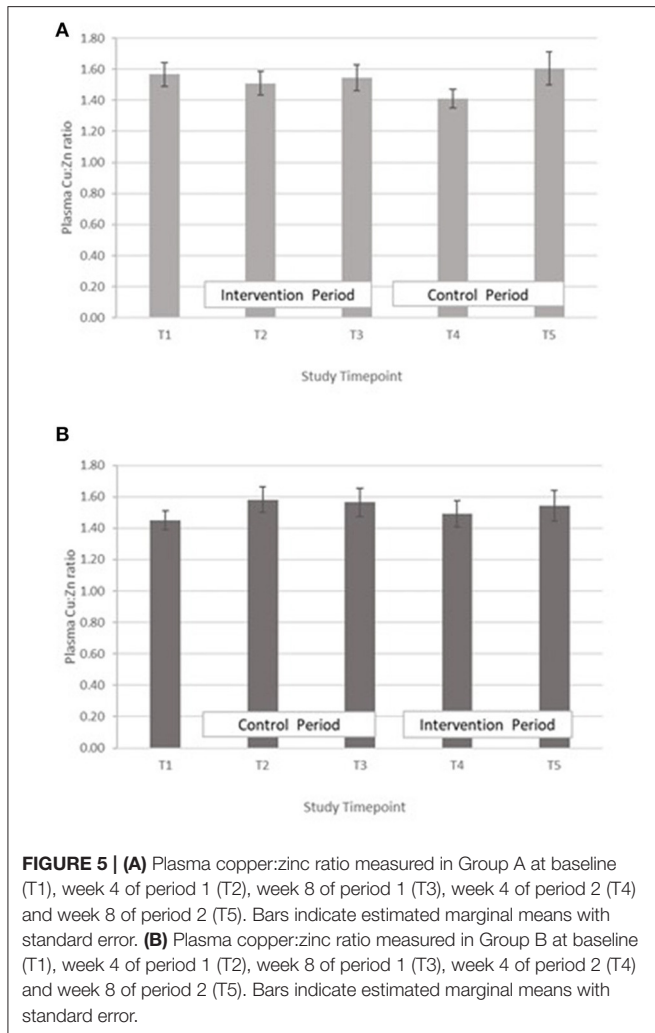 A
1.80
1.60
1.40
1.20
1.00
0.80
0.60
0.40
0.20
0.00
Plasma Cu:Zn ratio
Intervention Period
Control Period
T1 T2 T3 T4 T5
Study Timepoint
B
1.80
1.60
1.40
1.20
1.00
0.80
0.60
0.40
0.20
0.00
Plasma Cu:Zn ratio
Control Period
Intervention Period
T1 T2 T3 T4 T5
Study Timepoint
FIGURE 5 | (A) Plasma copper:zinc ratio measured in Group A at baseline
(T1), week 4 of period 1 (T2), week 8 of period 1 (T3), week 4 of period 2 (T4)
and week 8 of period 2 (T5). Bars indicate estimated marginal means with
standard error. (B) Plasma copper:zinc ratio measured in Group B at baseline
(T1), week 4 of period 1 (T2), week 8 of period 1 (T3), week 4 of period 2 (T4)
and week 8 of period 2 (T5). Bars indicate estimated marginal means with
standard error.